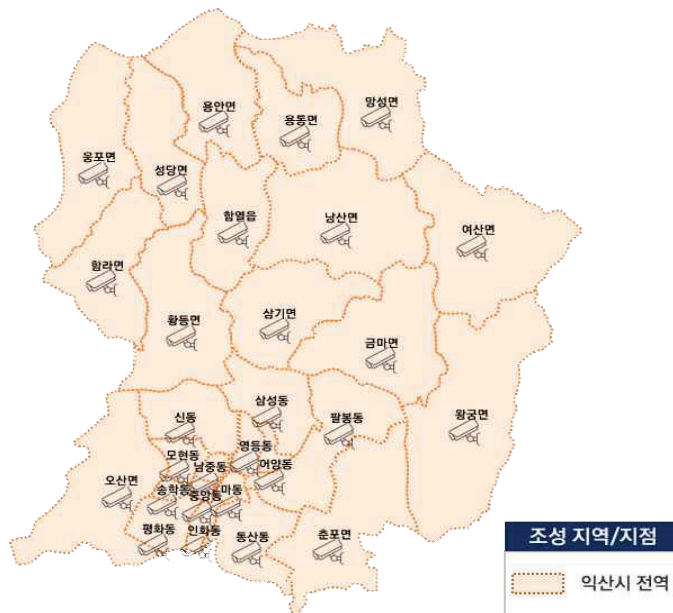 용안면
용동면
망성면
웅포면
성당면
함열읍
낭산면
여산면
함라면
황등면
삼기면
금마면
신동
삼성동
팔봉동
왕궁면
모현동
남중동
영등동
어양동
오산면
송학동
중앙동
마동
평화동
인화동
동산동
춘포면
조성 지역/지점
익산시 전역